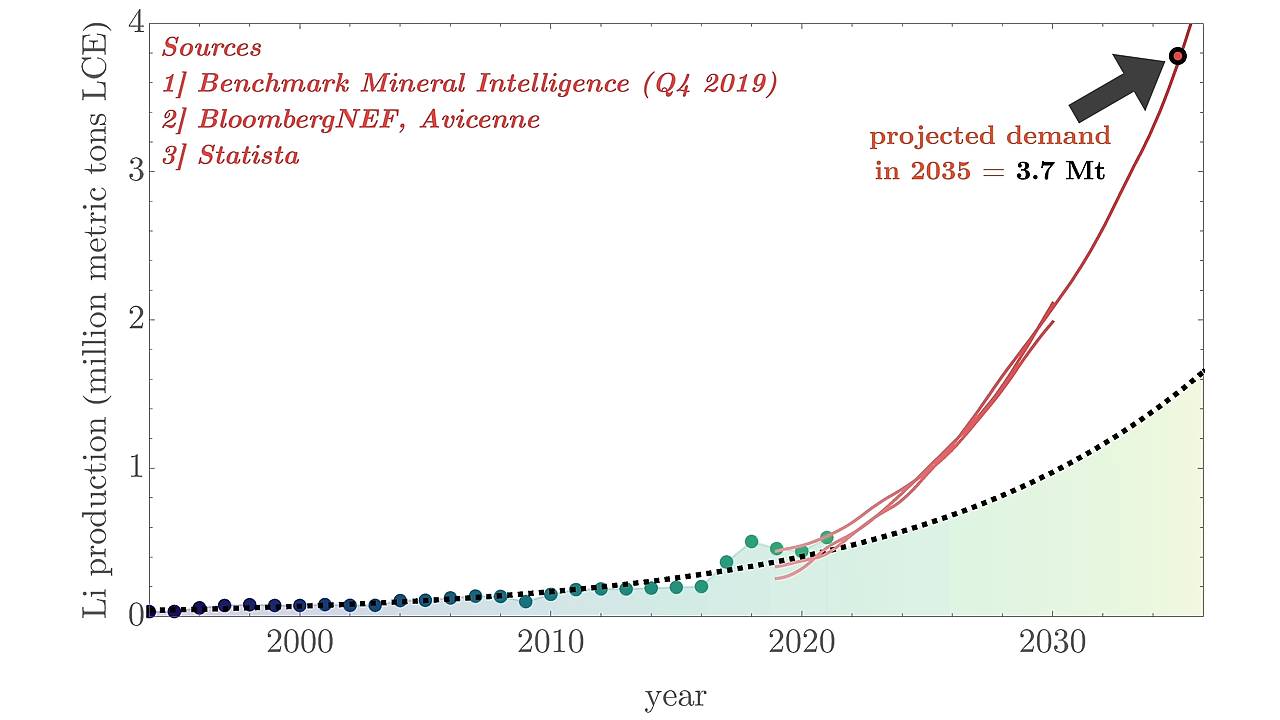 Sources
1] Benchmark Mineral Intelligence (Q4 2019)
2] BloombergNEF, Avicenne
3] Statista
projected demand
in 2035 = 3.7 Mt
Li production (million metric tons LCE)
4
3
2
1
0
2000
2010
2020
2030
year